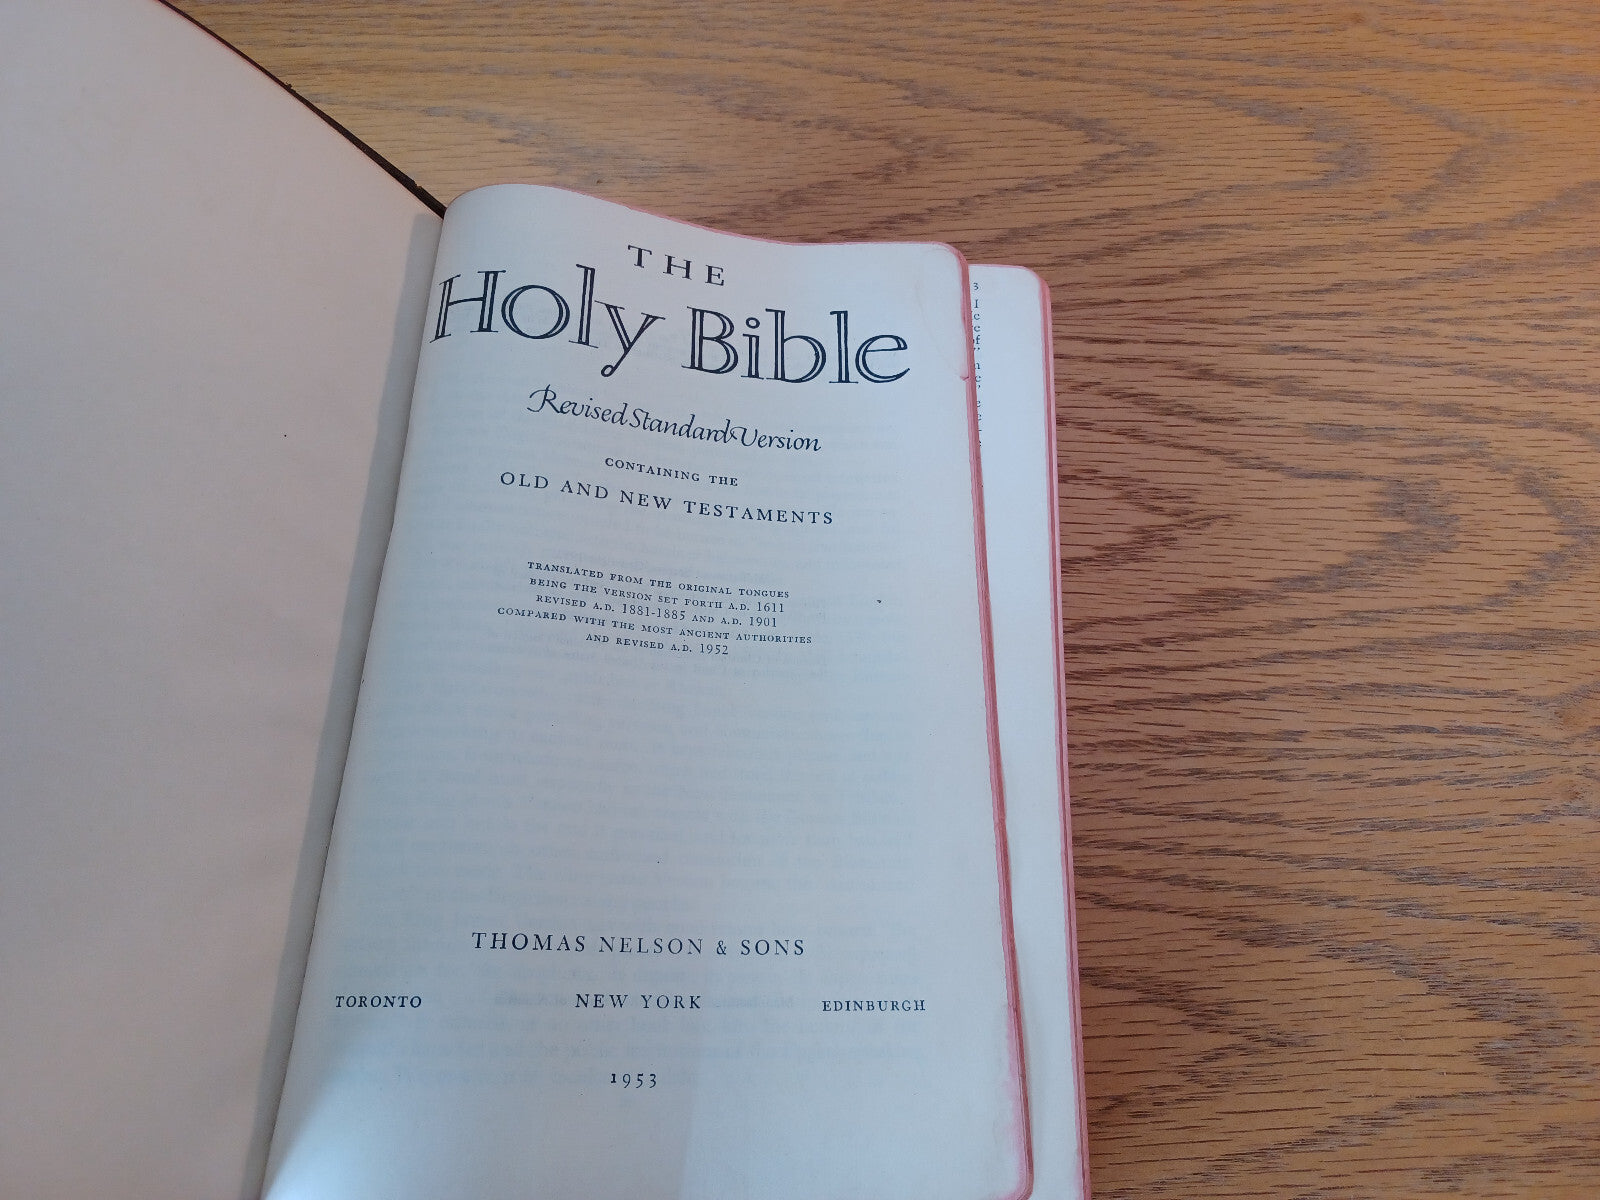 THE
Holy Bible
Revised Standard Version
CONTAINING THE
OLD AND NEW TESTAMENTS
TRANSLATED FROM THE ORIGINAL TONGUES
BEING THE VERSION SET FORTH A.D. 1611
REVISED A.D. 1881-1885 AND A.D. 1901
COMPARED WITH THE MOST ANCIENT AUTHORITIES
AND REVISED A.D. 1952
THOMAS NELSON & SONS
TORONTO NEW YORK EDINBURGH
1953